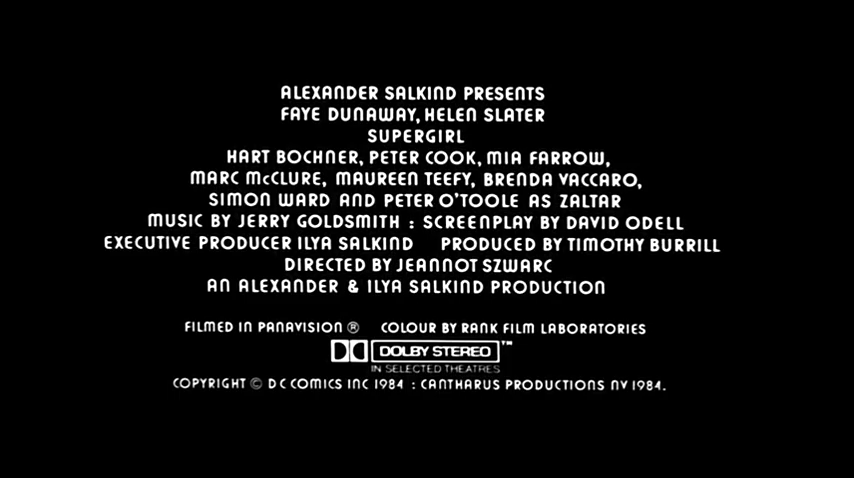 ALEXANDER SALKIND PRESENTS
FAYE DUNAWAY, HELEN SLATER
SUPERGIRL
HART BOCHNER, PETER COOK, MIA FARROW,
MARC McCLURE, MAUREEN TEEFY, BRENDA VACCARO,
SIMON WARD AND PETER O'TOOLE AS ZALTAR
MUSIC BY JERRY GOLDSMITH : SCREENPLAY BY DAVID ODELL
EXECUTIVE PRODUCER ILYA SALKIND PRODUCED BY TIMOTHY BURRILL
DIRECTED BY JEANNOT SZWARC
AN ALEXANDER & ILYA SALKIND PRODUCTION
FILMED IN PANAVISION ® COLOUR BY RANK FILM LABORATORIES
DOLBY STEREO ™
IN SELECTED THEATRES
COPYRIGHT © D C COMICS INC 1984 : CANTHARUS PRODUCTIONS NV 1984.